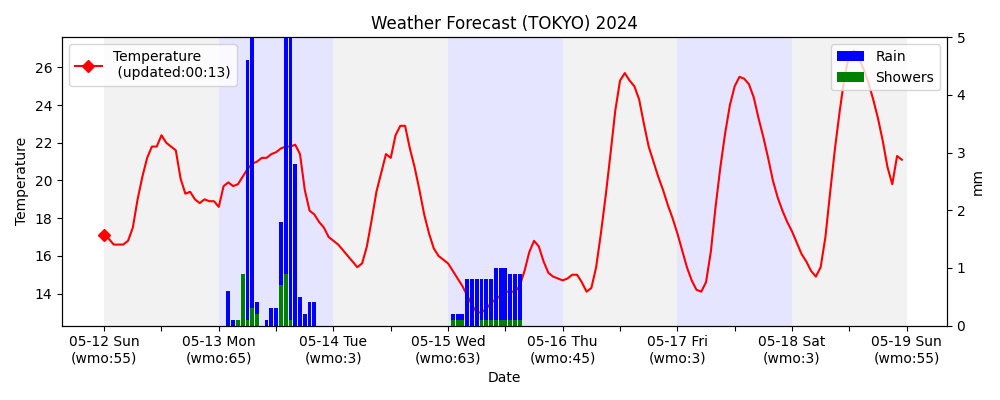 Weather Forecast (TOKYO) 2024
Temperature
(updated:00:13)
Rain
Showers
Temperature
26
24
22
20
18
16
14
5
4
3
2
1
0
mm
05-12 Sun
(wmo:55)
05-13 Mon
(wmo:65)
05-14 Tue
(wmo:3)
05-15 Wed
(wmo:63)
05-16 Thu
(wmo:45)
05-17 Fri
(wmo:3)
05-18 Sat
(wmo:3)
05-19 Sun
(wmo:55)
Date